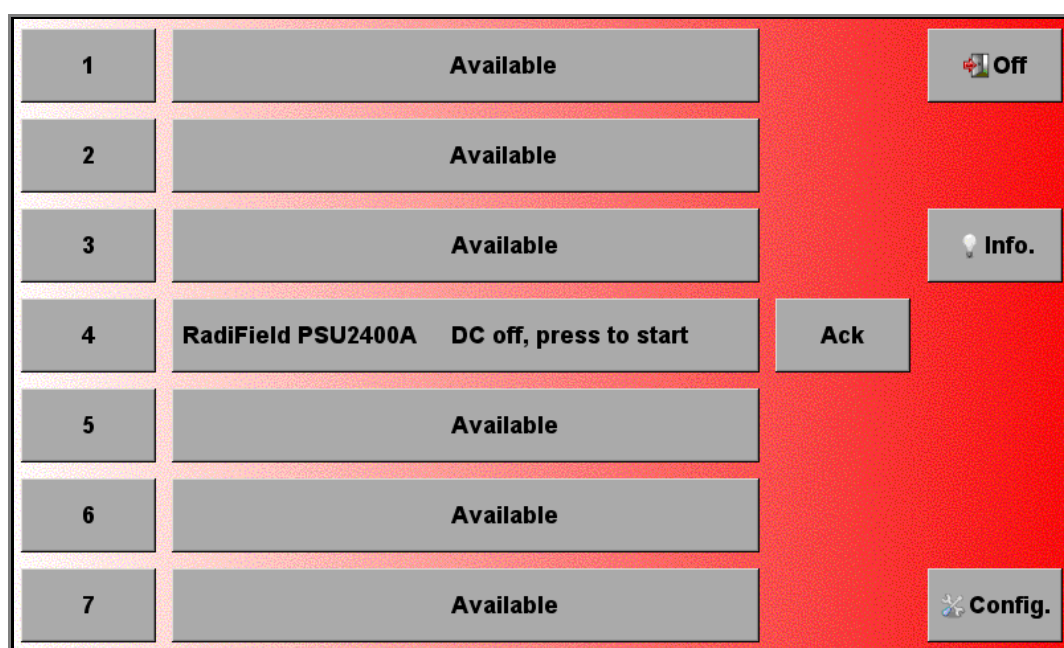 1 Available Off
2 Available
3 Available Info.
4 RadiField PSU2400A DC off, press to start Ack
5 Available
6 Available
7 Available Config.